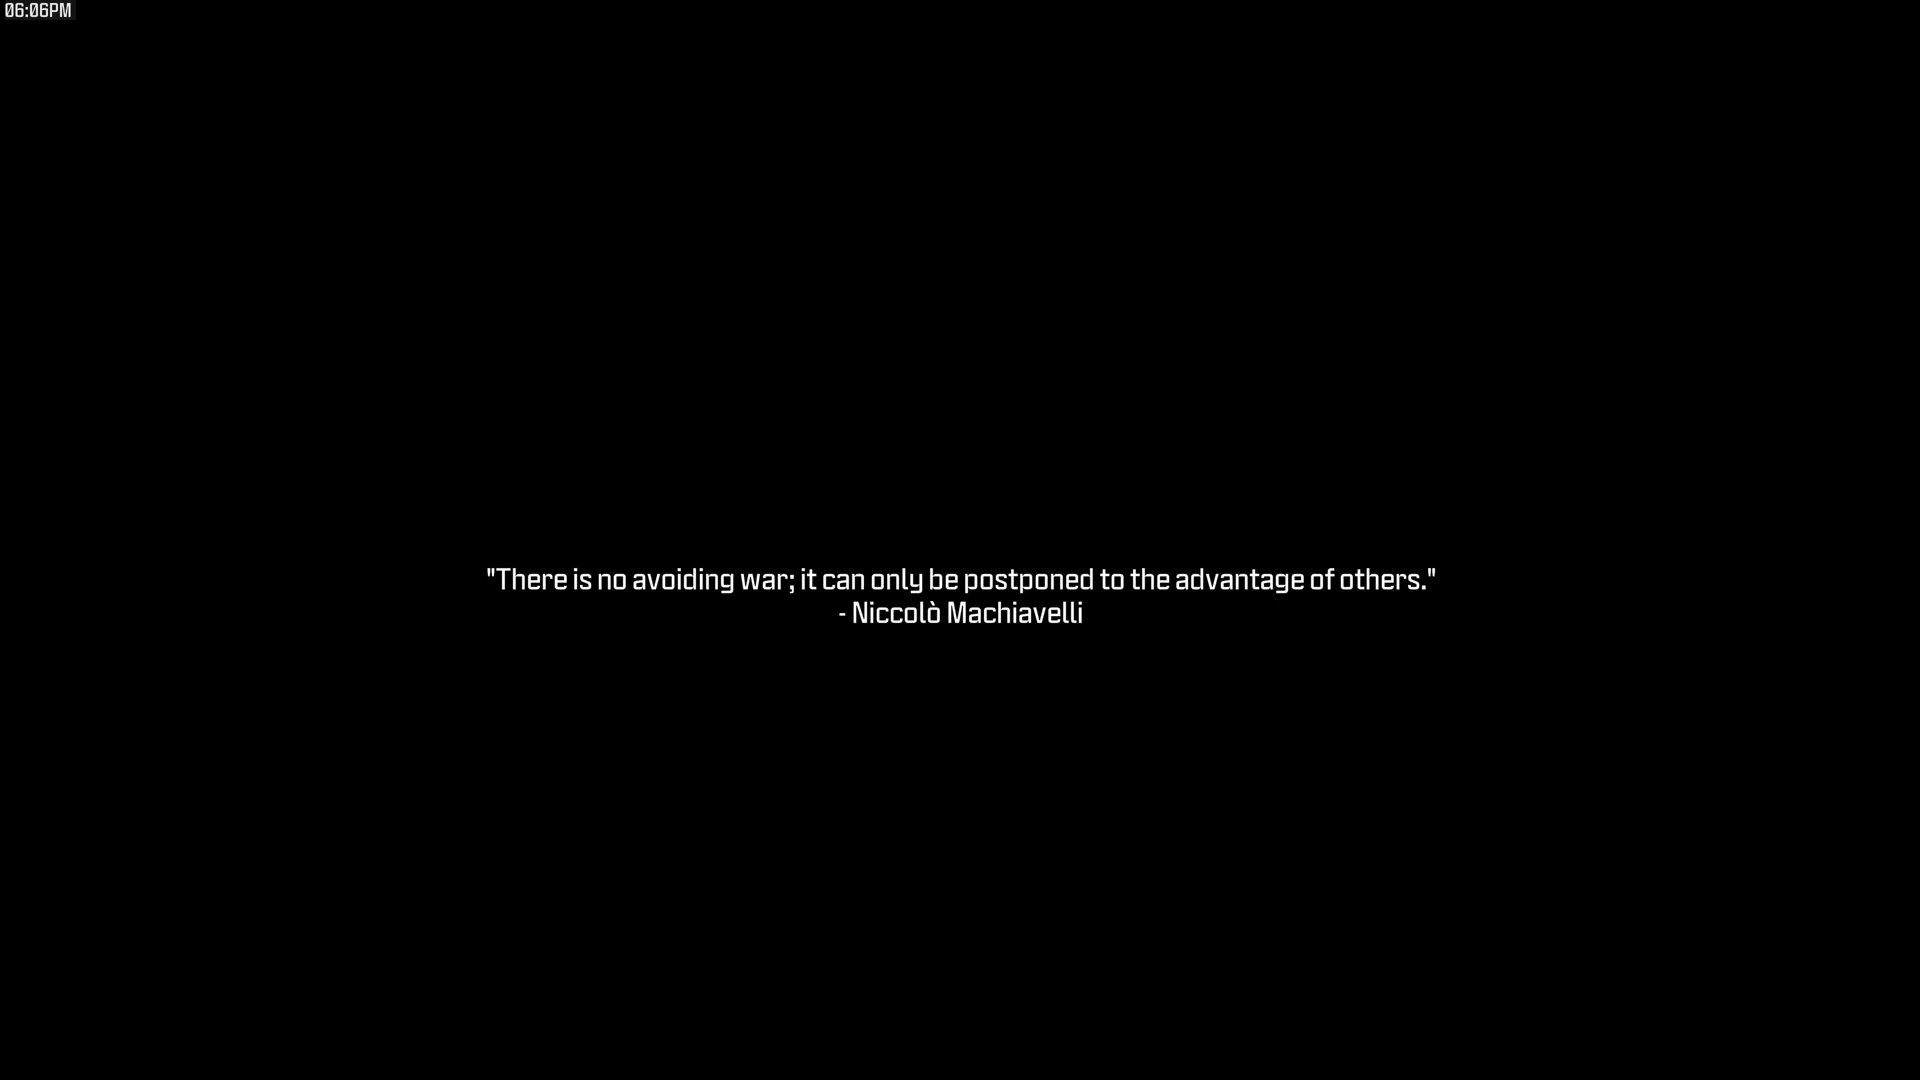 06:06PM
"There is no avoiding war; it can only be postponed to the advantage of others."
- Niccolò Machiavelli